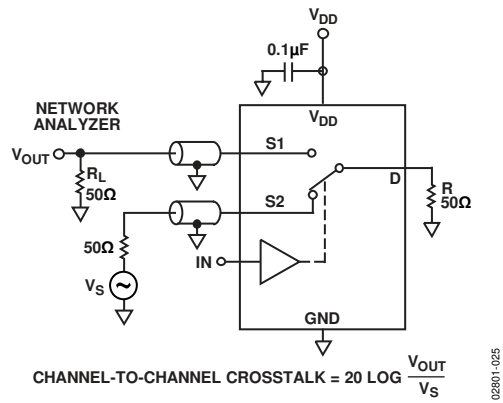 VDD
0.1µF
VDD
NETWORK
ANALYZER
VOUT
S1
RL
50Ω
D
R
50Ω
S2
50Ω
IN
VS
GND
CHANNEL-TO-CHANNEL CROSSTALK = 20 LOG VOUT
VS
02801-025